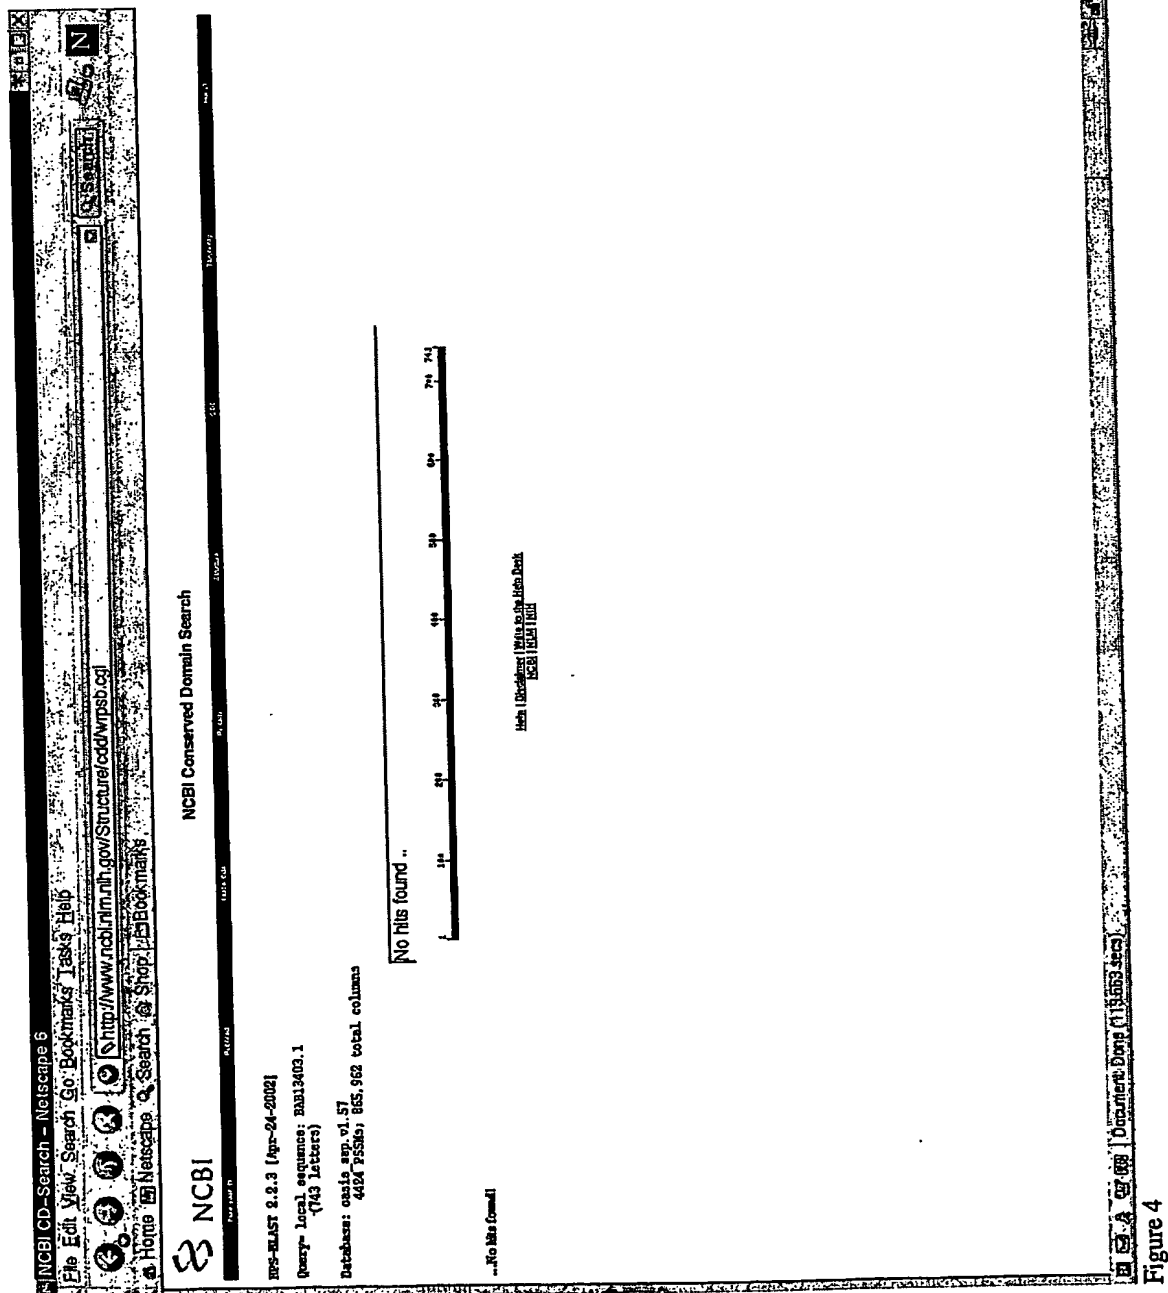 NCBI CD-Search - Netscape 6
File Edit View Search Go Bookmarks Tasks Help
http://www.ncbi.nlm.nih.gov/Structure/cdd/wrpsb.cgi Search N
Home Netscape Search Shop Bookmarks
NCBI
NCBI Conserved Domain Search
RPS-BLAST 2.2.3 [Apr-24-2002]
Query= local sequence: BAB13403.1
(743 letters)
Database: oasis_sap.v1.57
4424 PSSMs; 865,962 total columns
No hits found ..
1 100 200 300 400 500 600 700 743
...No hits found!
Help | Disclaimer | Write to the Help Desk
NCBI | NLM | NIH
Document: Done (113.663 secs)
Figure 4